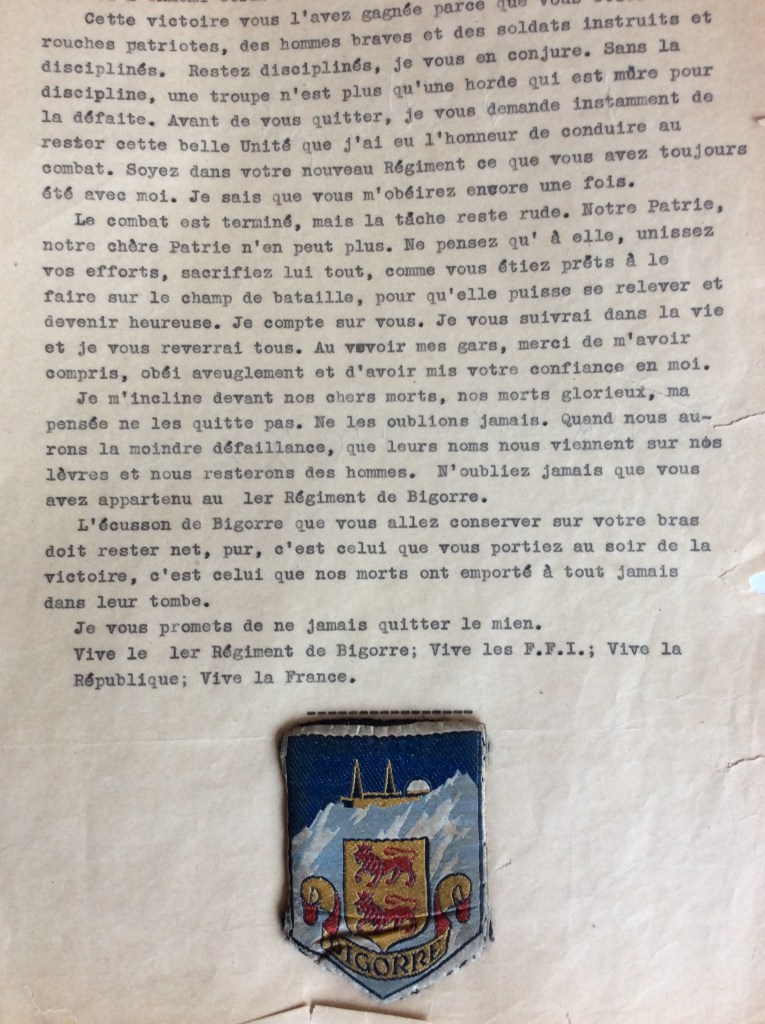 Cette victoire vous l'avez gagnée parce que vous
rouches patriotes, des hommes braves et des soldats instruits et
disciplinés. Restez disciplinés, je vous en conjure. Sans la
discipline, une troupe n'est plus qu'une horde qui est mûre pour
la défaite. Avant de vous quitter, je vous demande instamment de
rester cette belle Unité que j'ai eu l'honneur de conduire au
combat. Soyez dans votre nouveau Régiment ce que vous avez toujours
été avec moi. Je sais que vous m'obéirez encore une fois.
Le combat est terminé, mais la tâche reste rude. Notre Patrie,
notre chère Patrie n'en peut plus. Ne pensez qu' à elle, unissez
vos efforts, sacrifiez lui tout, comme vous étiez prêts à le
faire sur le champ de bataille, pour qu'elle puisse se relever et
devenir heureuse. Je compte sur vous. Je vous suivrai dans la vie
et je vous reverrai tous. Au mes gars, merci de m'avoir
compris, obéi aveuglement et d'avoir mis votre confiance en moi.
Je m'incline devant nos chers morts, nos morts glorieux, ma
pensée ne les quitte pas. Ne les oublions jamais. Quand nous au-
rons la moindre défaillance, que leurs noms nous viennent sur nos
lèvres et nous resterons des hommes. N'oubliez jamais que vous
avez appartenu au 1er Régiment de Bigorre.
L'écusson de Bigorre que vous allez conserver sur votre bras
doit rester net, pur, c'est celui que vous portiez au soir de la
victoire, c'est celui que nos morts ont emporté à tout jamais
dans leur tombe.
Je vous promets de ne jamais quitter le mien.
Vive le 1er Régiment de Bigorre; Vive les F.F.I.; Vive la
République; Vive la France.
BIGORRE